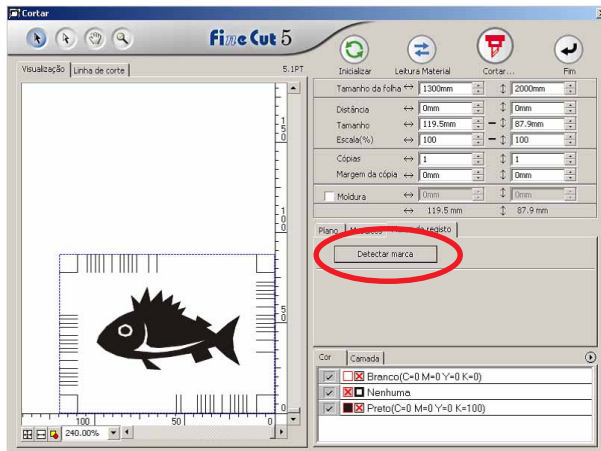 Cortar
FineCut 5
Inicializar
Leitura Material
Cortar...
Fim
Visualização
Linha de corte
5.1PT
Tamanho da folha 1300mm 2000mm
Distância 0mm 0mm
Tamanho 119.5mm 87.9mm
Escala(%) 100 100
Cópias 1 1
Margem da cópia 0mm 0mm
Moldura 0mm 0mm
119.5 mm 87.9 mm
Plano de registo
Detectar marca
150
100
50
0
Cor Camada
Branco(C=0 M=0 Y=0 K=0)
Nenhuma
Preto(C=0 M=0 Y=0 K=100)
100 50 0
240.00%